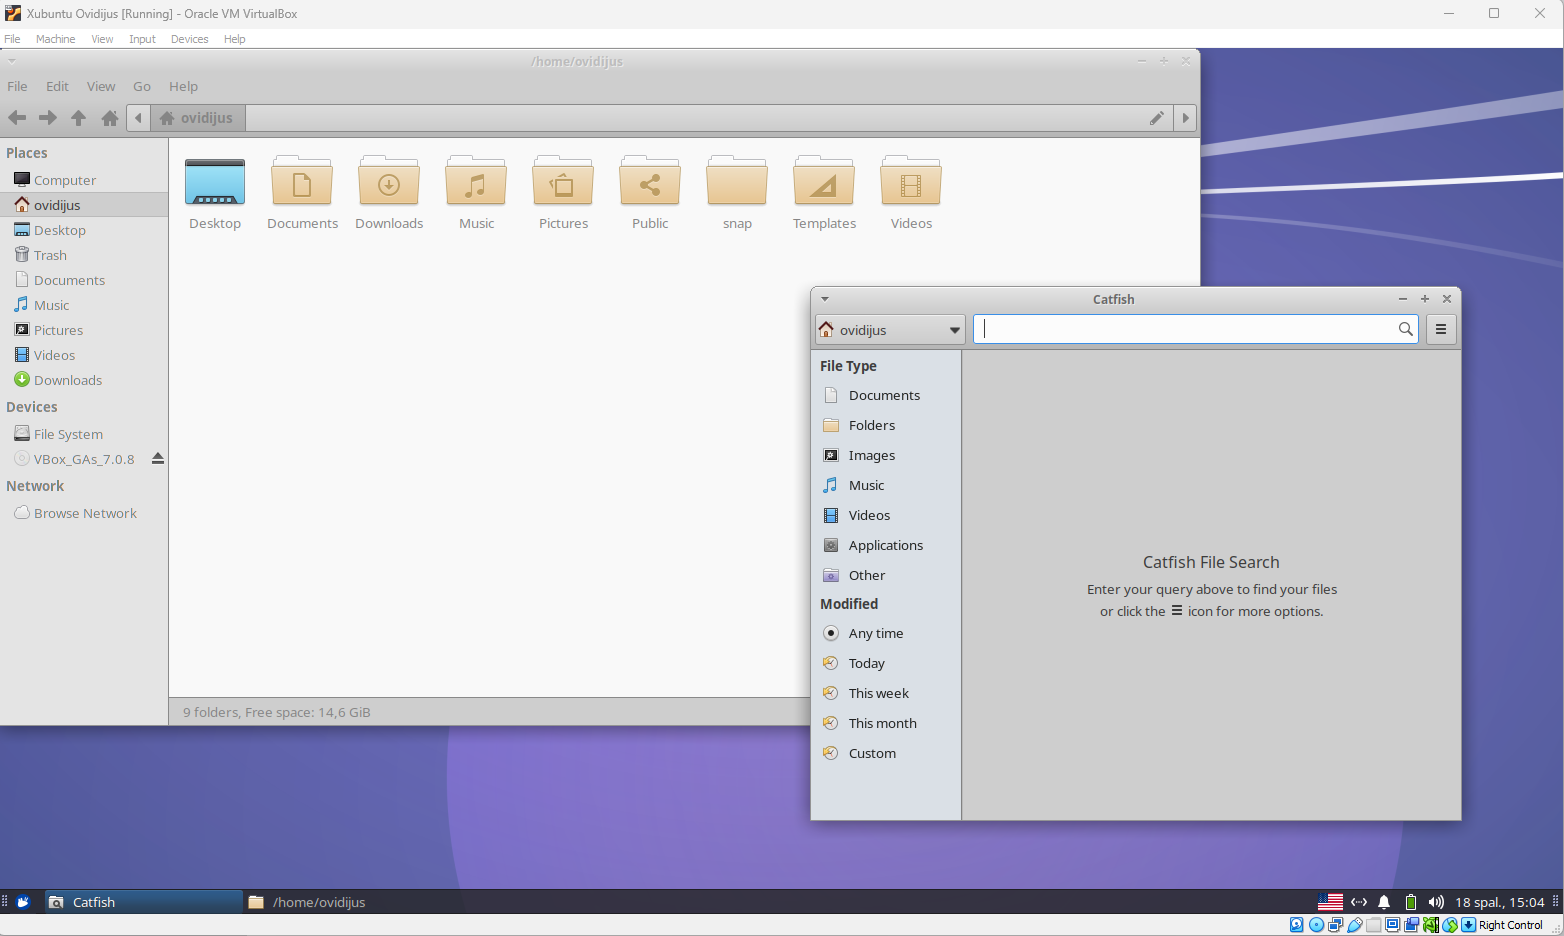 Xubuntu Ovidijus [Running] - Oracle VM VirtualBox
File Machine View Input Devices Help
/home/ovidijus
File Edit View Go Help
ovidijus
Places
Computer
ovidijus
Desktop
Trash
Documents
Music
Pictures
Videos
Downloads
Devices
File System
VBox_GAs_7.0.8
Network
Browse Network
Desktop Documents Downloads Music Pictures Public snap Templates Videos
9 folders, Free space: 14,6 GiB
Catfish
ovidijus
File Type
Documents
Folders
Images
Music
Videos
Applications
Other
Modified
Any time
Today
This week
This month
Custom
Catfish File Search
Enter your query above to find your files
or click the ☰ icon for more options.
Catfish /home/ovidijus 18 spal., 15:04
Right Control